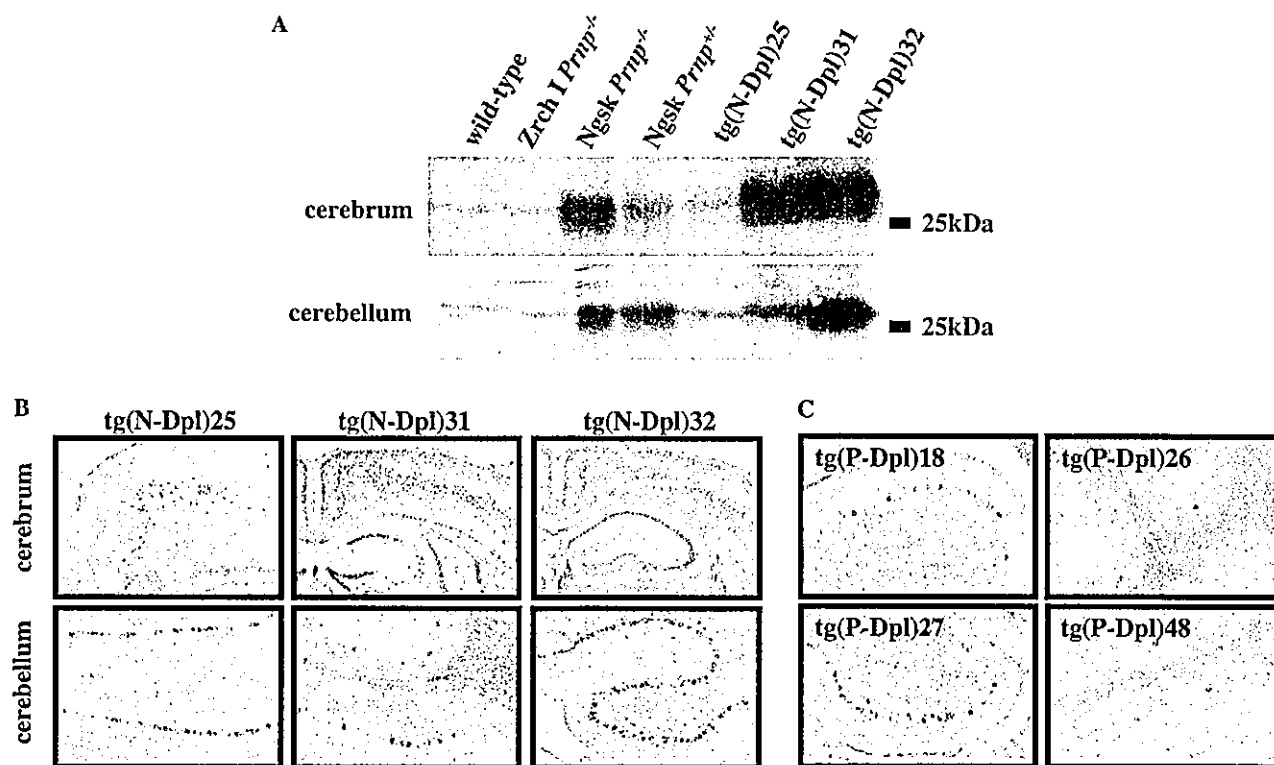 A
wild-type
Zrch I Prnp-/-
Ngsk Prnp-/-
Ngsk Prnp+/-
tg(N-Dpl)25
tg(N-Dpl)31
tg(N-Dpl)32
cerebrum
25kDa
cerebellum
25kDa
B
tg(N-Dpl)25
tg(N-Dpl)31
tg(N-Dpl)32
cerebrum
cerebellum
C
tg(P-Dpl)18
tg(P-Dpl)26
tg(P-Dpl)27
tg(P-Dpl)48